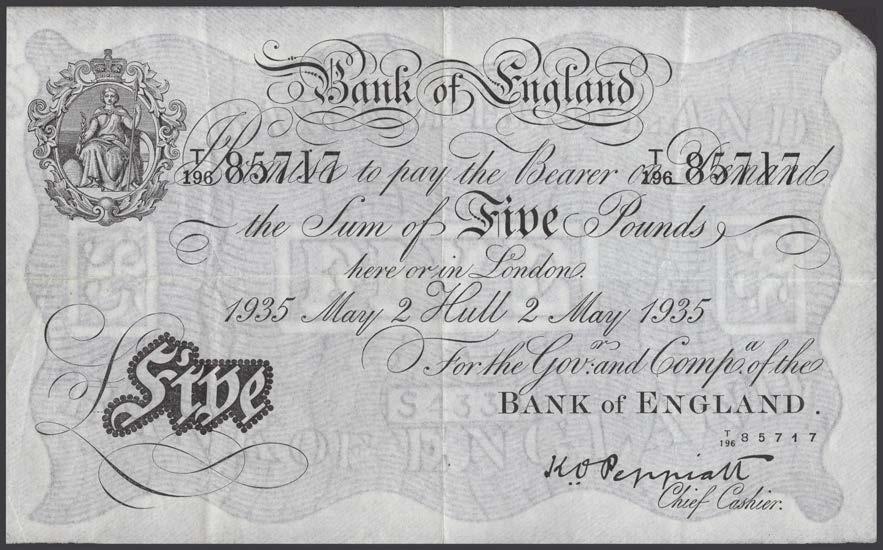 Bank of England
T/196 85717 I Promise to pay the Bearer on Demand T/196 85717
the Sum of Five Pounds
here or in London.
1935 May 2 Hull 2 May 1935
For the Govr. and Compa. of the
BANK of ENGLAND.
Five
T/196 85717
K.O. Peppiatt
Chief Cashier.